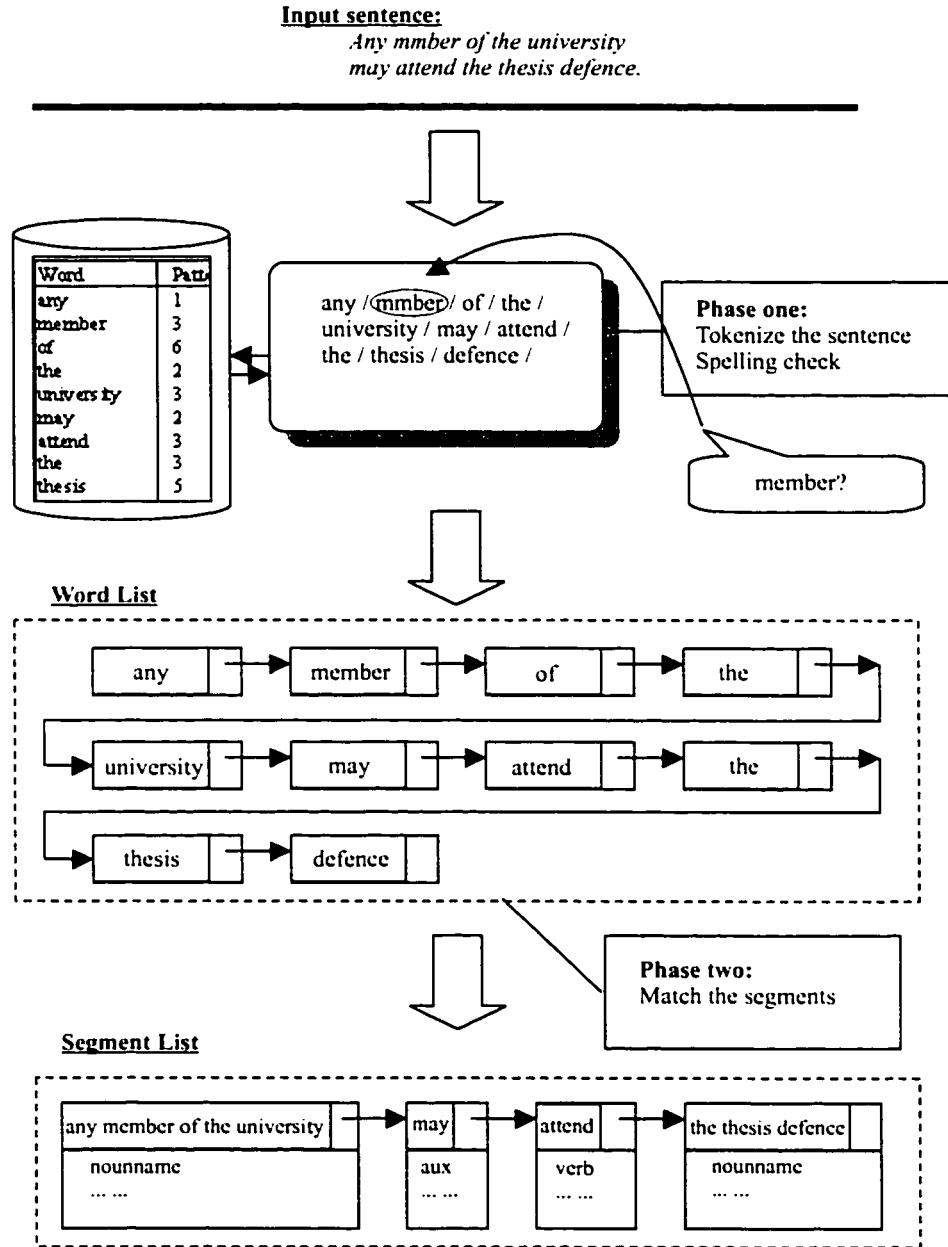 Input sentence:
Any mmber of the university
may attend the thesis defence.
Word Patte
any 1
member 3
of 6
the 2
university 3
may 2
attend 3
the 3
thesis 5
any / mmber / of / the /
university / may / attend /
the / thesis / defence /
Phase one:
Tokenize the sentence
Spelling check
member?
Word List
any member of the
university may attend the
thesis defence
Phase two:
Match the segments
Segment List
any member of the university may attend the thesis defence
nounname aux verb nounname
... ... ... ... ... ... ... ...